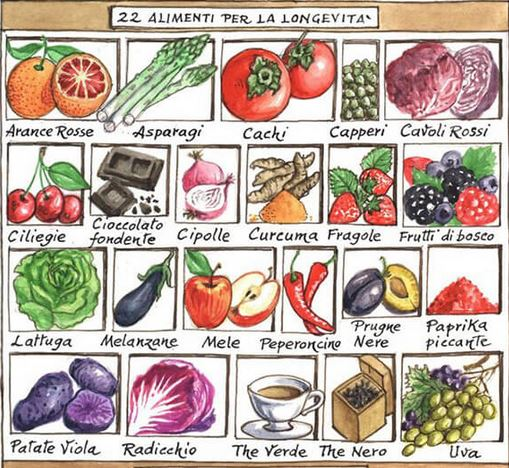 22 ALIMENTI PER LA LONGEVITA'
Arance Rosse
Asparagi
Cachi
Capperi
Cavoli Rossi
Ciliegie
Cioccolato
fondente
Cipolle
Curcuma
Fragole
Frutti di bosco
Lattuga
Melanzane
Mele
Peperoncino
Prugne
Nere
Paprika
piccante
Patate Viola
Radicchio
The Verde
The Nero
Uva